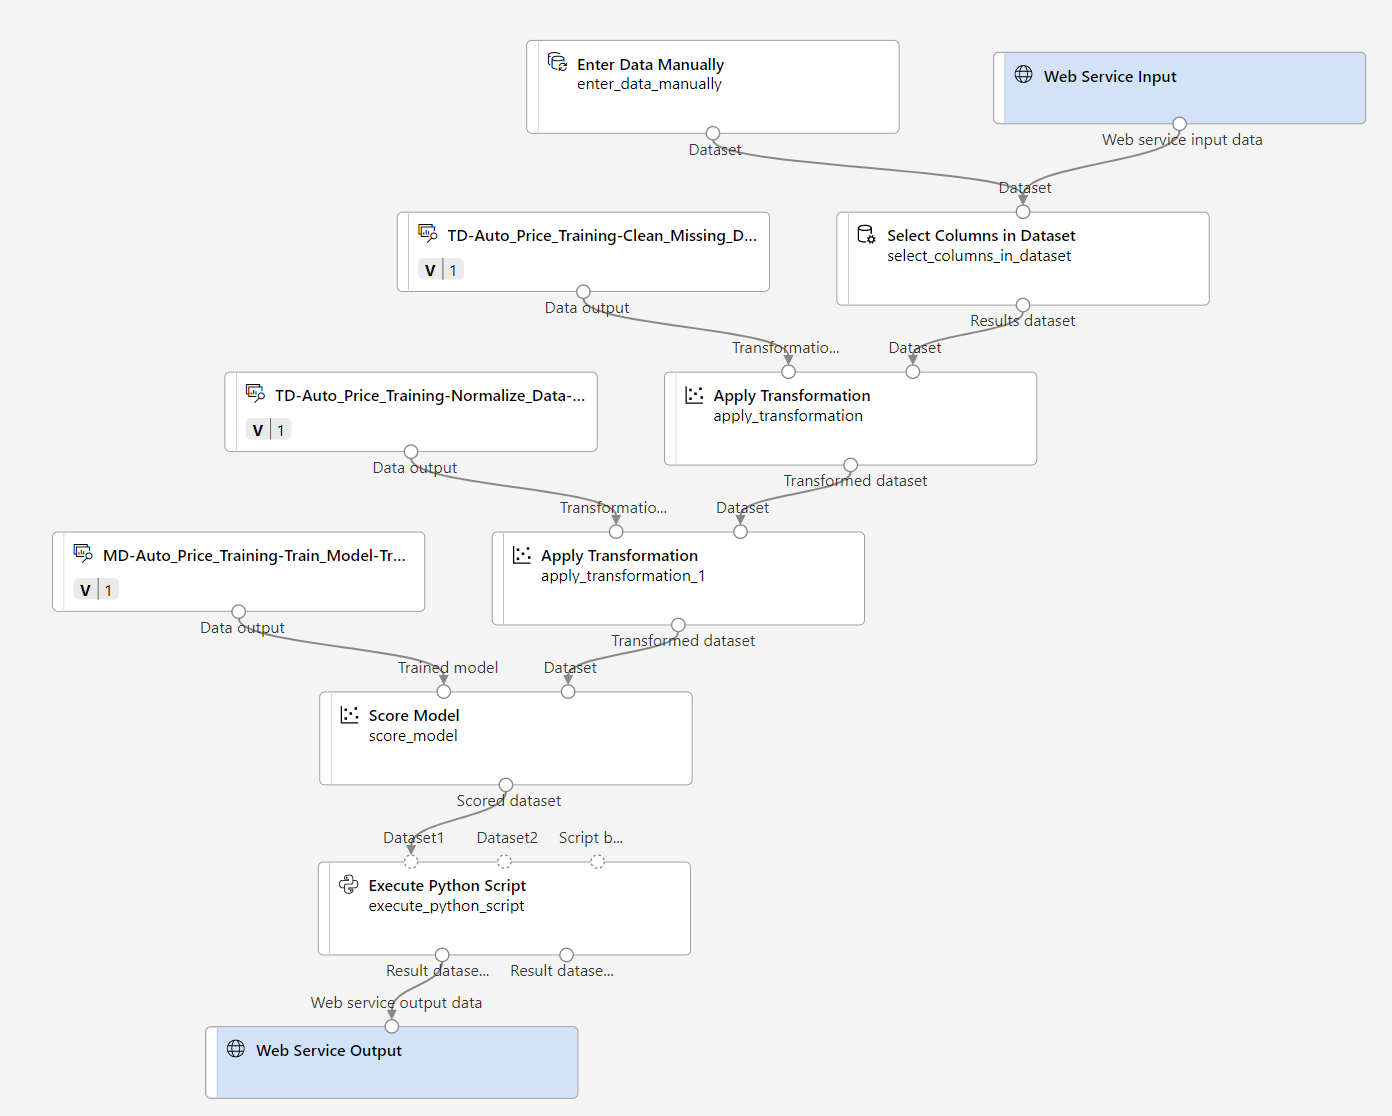 Enter Data Manually
enter_data_manually
Web Service Input
Dataset
Web service input data
Dataset
TD-Auto_Price_Training-Clean_Missing_D...
V 1
Select Columns in Dataset
select_columns_in_dataset
Data output
Results dataset
Transformatio...
Dataset
TD-Auto_Price_Training-Normalize_Data-...
V 1
Apply Transformation
apply_transformation
Data output
Transformed dataset
Transformatio...
Dataset
MD-Auto_Price_Training-Train_Model-Tr...
V 1
Apply Transformation
apply_transformation_1
Data output
Transformed dataset
Trained model
Dataset
Score Model
score_model
Scored dataset
Dataset1
Dataset2
Script b...
Execute Python Script
execute_python_script
Result datase...
Result datase...
Web service output data
Web Service Output